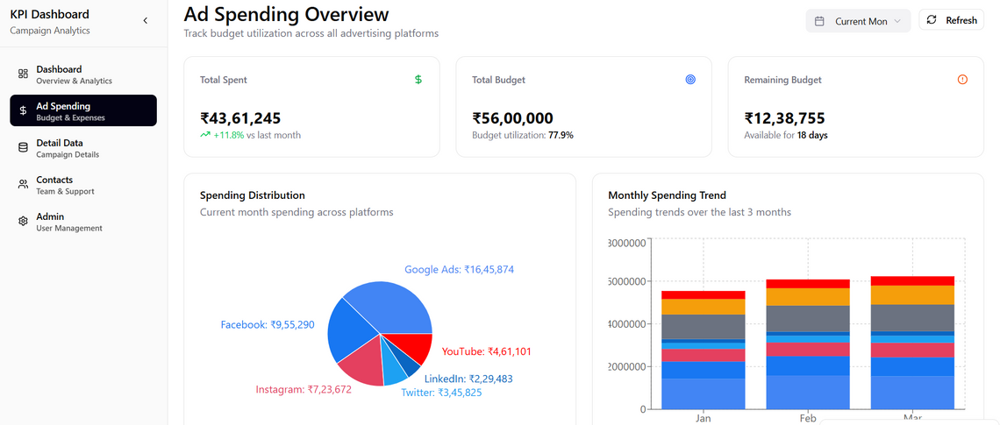 KPI Dashboard
Campaign Analytics
Dashboard
Overview & Analytics
Ad Spending
Budget & Expenses
Detail Data
Campaign Details
Contacts
Team & Support
Admin
User Management
Ad Spending Overview
Track budget utilization across all advertising platforms
Current Mon
Refresh
Total Spent
$
₹43,61,245
+11.8% vs last month
Total Budget
₹56,00,000
Budget utilization: 77.9%
Remaining Budget
₹12,38,755
Available for 18 days
Spending Distribution
Current month spending across platforms
Google Ads: ₹16,45,874
Facebook: ₹9,55,290
YouTube: ₹4,61,101
LinkedIn: ₹2,29,483
Instagram: ₹7,23,672
Twitter: ₹3,45,825
Monthly Spending Trend
Spending trends over the last 3 months
8000000
6000000
4000000
2000000
0
Jan
Feb
Mar